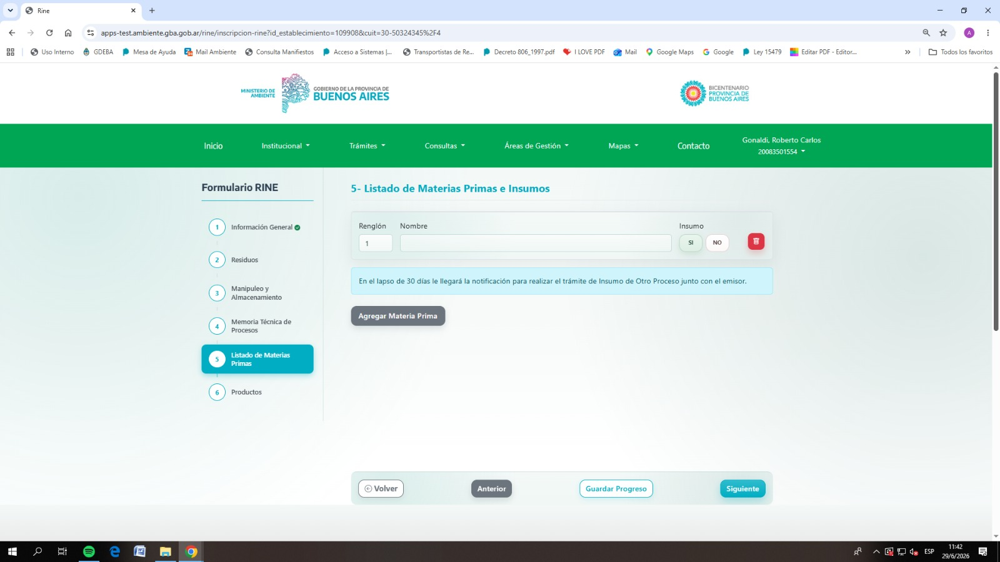 Rine
apps-test.ambiente.gba.gob.ar/rine/inscripcion-rine?id_establecimiento=109908&cuit=30-50324345%2F4
A
Uso Interno
GDEBA
Mesa de Ayuda
Mail Ambiente
Consulta Manifiestos
Acceso a Sistemas |...
Transportistas de Re...
Decreto 806_1997.pdf
I LOVE PDF
Mail
Google Maps
Google
Ley 15479
Editar PDF - Editor...
Todos los favoritos
MINISTERIO DE
AMBIENTE
GOBIERNO DE LA PROVINCIA DE
BUENOS AIRES
BICENTENARIO
PROVINCIA DE
BUENOS AIRES
Inicio
Institucional
Trámites
Consultas
Áreas de Gestión
Mapas
Contacto
Gonaldi, Roberto Carlos
20083501554
Formulario RINE
1 Información General
2 Residuos
3 Manipuleo y
Almacenamiento
4 Memoria Técnica de
Procesos
5 Listado de Materias
Primas
6 Productos
5- Listado de Materias Primas e Insumos
Renglón Nombre Insumo
1 SI NO
En el lapso de 30 días le llegará la notificación para realizar el trámite de Insumo de Otro Proceso junto con el emisor.
Agregar Materia Prima
Volver
Anterior
Guardar Progreso
Siguiente
ESP
11:42
29/6/2026